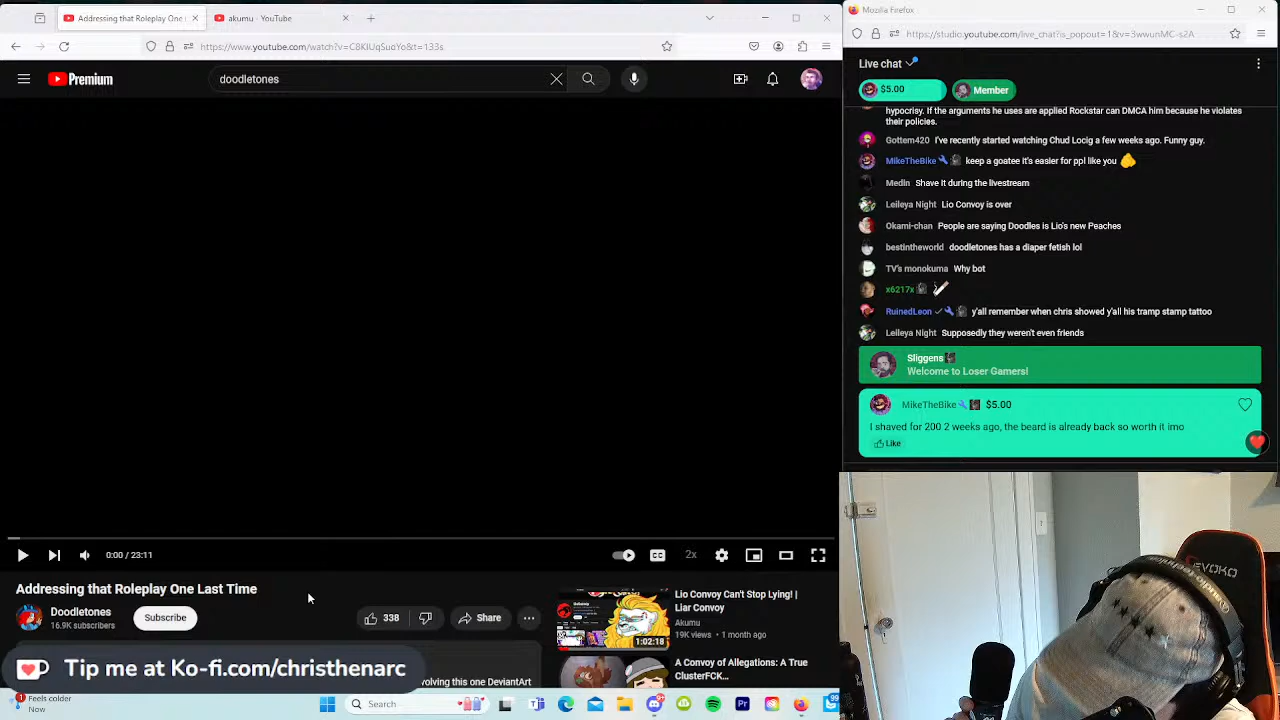 Addressing that Roleplay One
akumu - YouTube
https://www.youtube.com/watch?v=C8KIUqSuoYo&t=133s
Premium
doodletones
Addressing that Roleplay One Last Time
0:00 / 23:11
2x
Doodletones
16.9K subscribers
Subscribe
338
Share
Lio Convoy Can't Stop Lying! |
Liar Convoy
Akumu
19K views • 1 month ago
1:02:18
A Convoy of Allegations: A True
ClusterFCK...
Tip me at Ko-fi.com/christhenarc
volving this one DeviantArt
1
Feels colder
Now
Search
99
Mozilla Firefox
https://studio.youtube.com/live_chat?is_popout=1&v=3wwunMC-s2A
Live chat
$5.00
Member
hypocrisy. If the arguments he uses are applied Rockstar can DMCA him because he violates
their policies.
Gottem420 I've recently started watching Chud Locig a few weeks ago. Funny guy.
MikeTheBike keep a goatee it's easier for ppl like you
Medin Shave it during the livestream
Leileya Night Lio Convoy is over
Okami-chan People are saying Doodles is Lio's new Peaches
bestintheworld doodletones has a diaper fetish lol
TV's monokuma Why bot
x6217x
RuinedLeon y'all remember when chris showed y'all his tramp stamp tattoo
Leileya Night Supposedly they weren't even friends
Sliggens
Welcome to Loser Gamers!
MikeTheBike $5.00
I shaved for 200 2 weeks ago, the beard is already back so worth it imo
Like
EVOKO